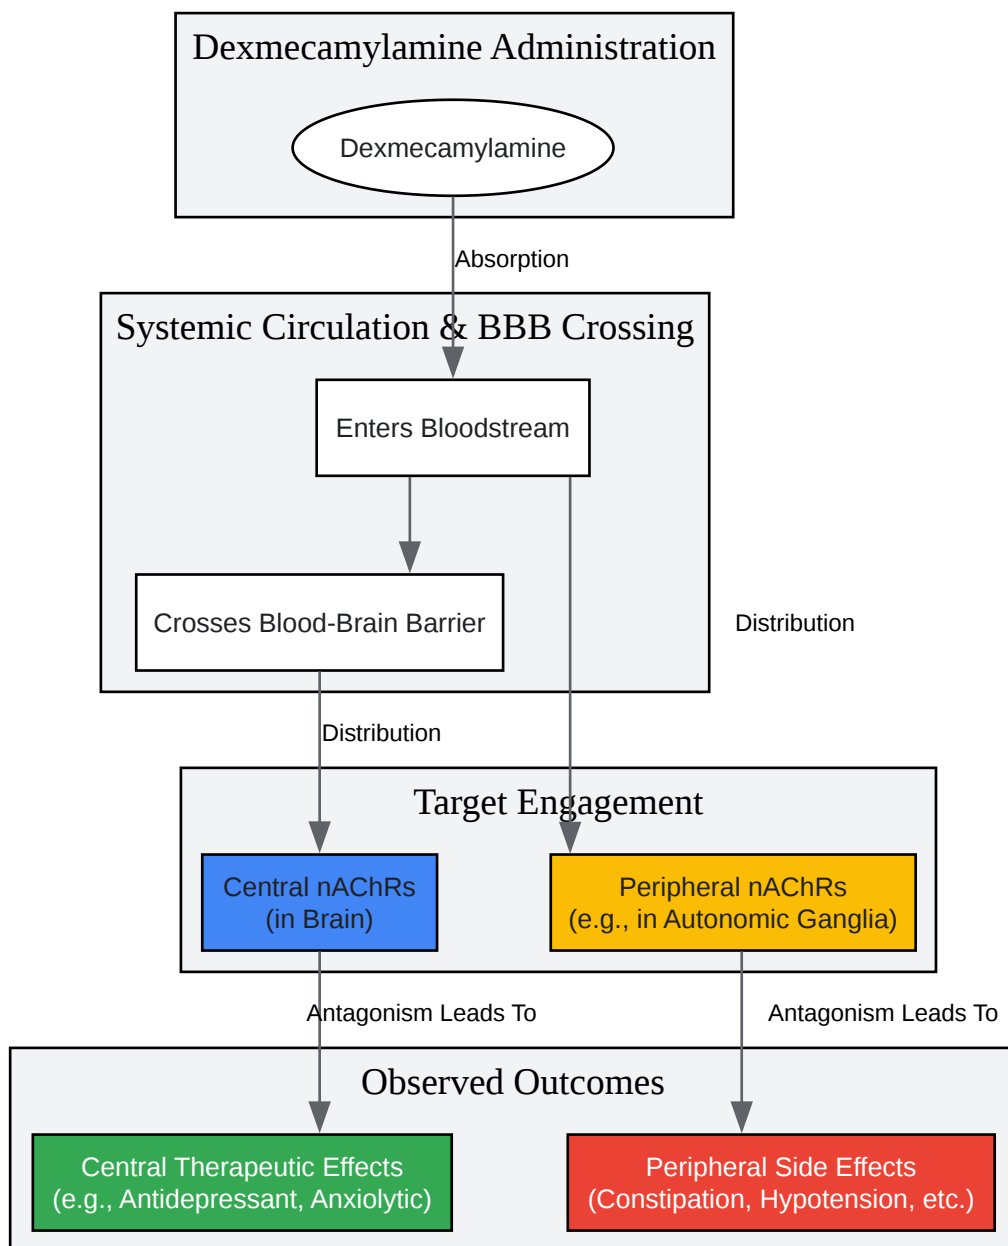 Dexmecamylamine Administration
Dexmecamylamine
Absorption
Systemic Circulation & BBB Crossing
Enters Bloodstream
Crosses Blood-Brain Barrier
Distribution
Distribution
Target Engagement
Central nAChRs
(in Brain)
Peripheral nAChRs
(e.g., in Autonomic Ganglia)
Antagonism Leads To
Antagonism Leads To
Observed Outcomes
Central Therapeutic Effects
(e.g., Antidepressant, Anxiolytic)
Peripheral Side Effects
(Constipation, Hypotension, etc.)